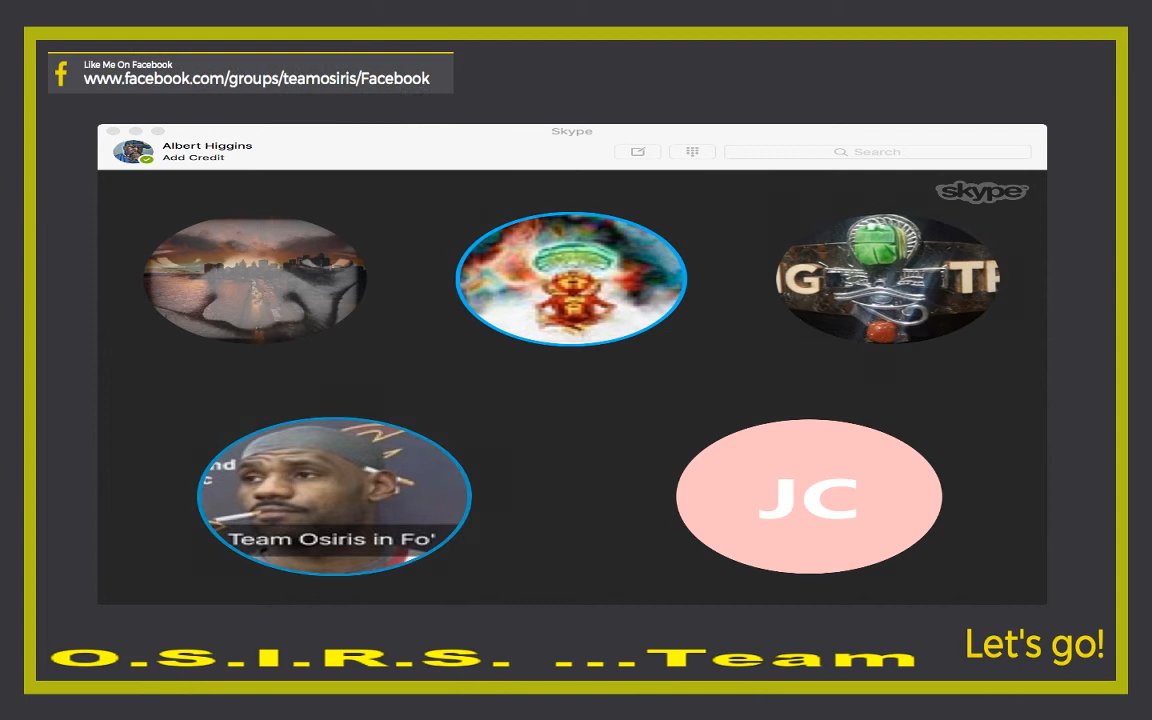 Like Me On Facebook
www.facebook.com/groups/teamosiris/Facebook
Skype
Albert Higgins
Add Credit
Search
skype
G
nd
c
Team Osiris in Fo'
JC
O.S.I.R.S. ...Team
Let's go!